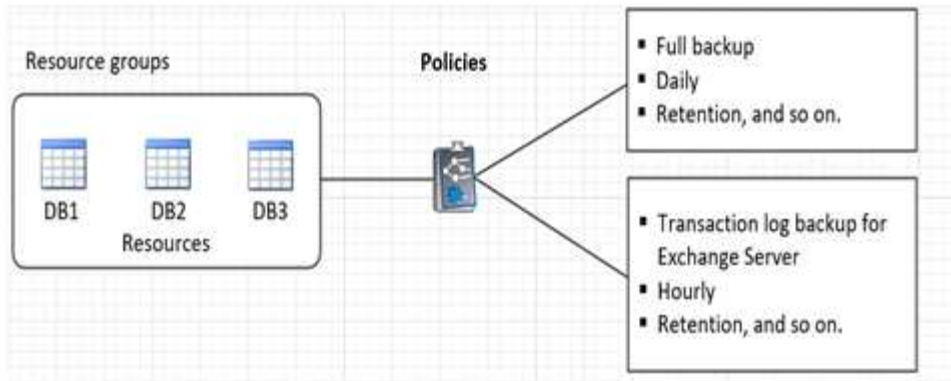 Resource groups
DB1 DB2 DB3
Resources
Policies
▪ Full backup
▪ Daily
▪ Retention, and so on.
▪ Transaction log backup for
Exchange Server
▪ Hourly
▪ Retention, and so on.